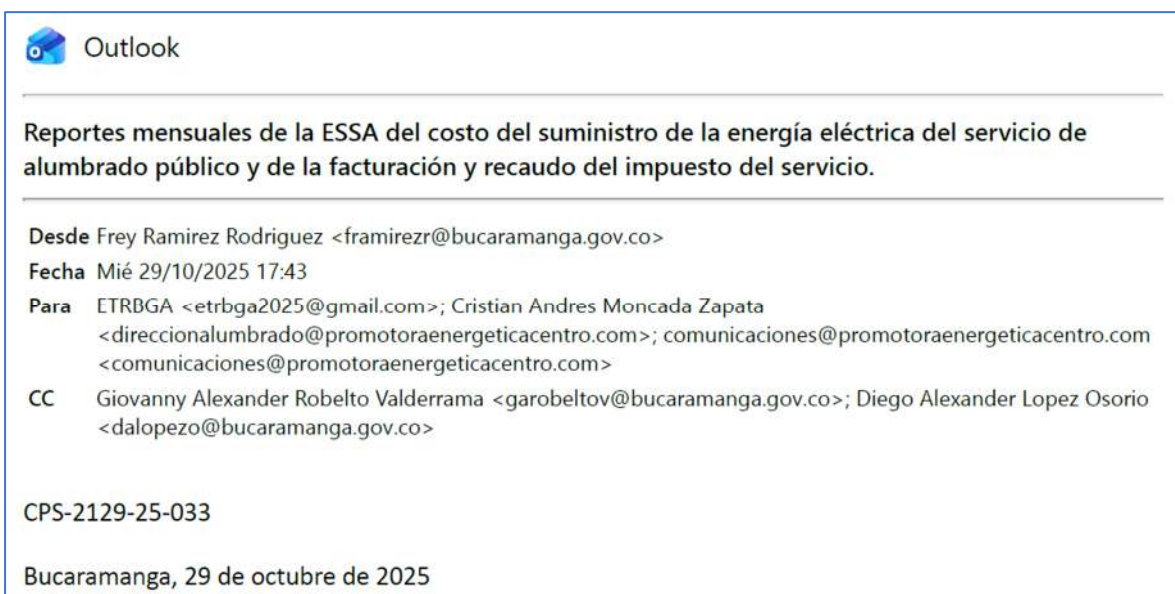 Outlook
Reportes mensuales de la ESSA del costo del suministro de la energía eléctrica del servicio de
alumbrado público y de la facturación y recaudo del impuesto del servicio.
Desde Frey Ramirez Rodriguez <framirezr@bucaramanga.gov.co>
Fecha Mié 29/10/2025 17:43
Para ETRBGA <etrbga2025@gmail.com>; Cristian Andres Moncada Zapata
<direccionalumbrado@promotoraenergeticacentro.com>; comunicaciones@promotoraenergeticacentro.com
<comunicaciones@promotoraenergeticacentro.com>
CC Giovanny Alexander Robelto Valderrama <garobeltov@bucaramanga.gov.co>; Diego Alexander Lopez Osorio
<dalopezo@bucaramanga.gov.co>
CPS-2129-25-033
Bucaramanga, 29 de octubre de 2025